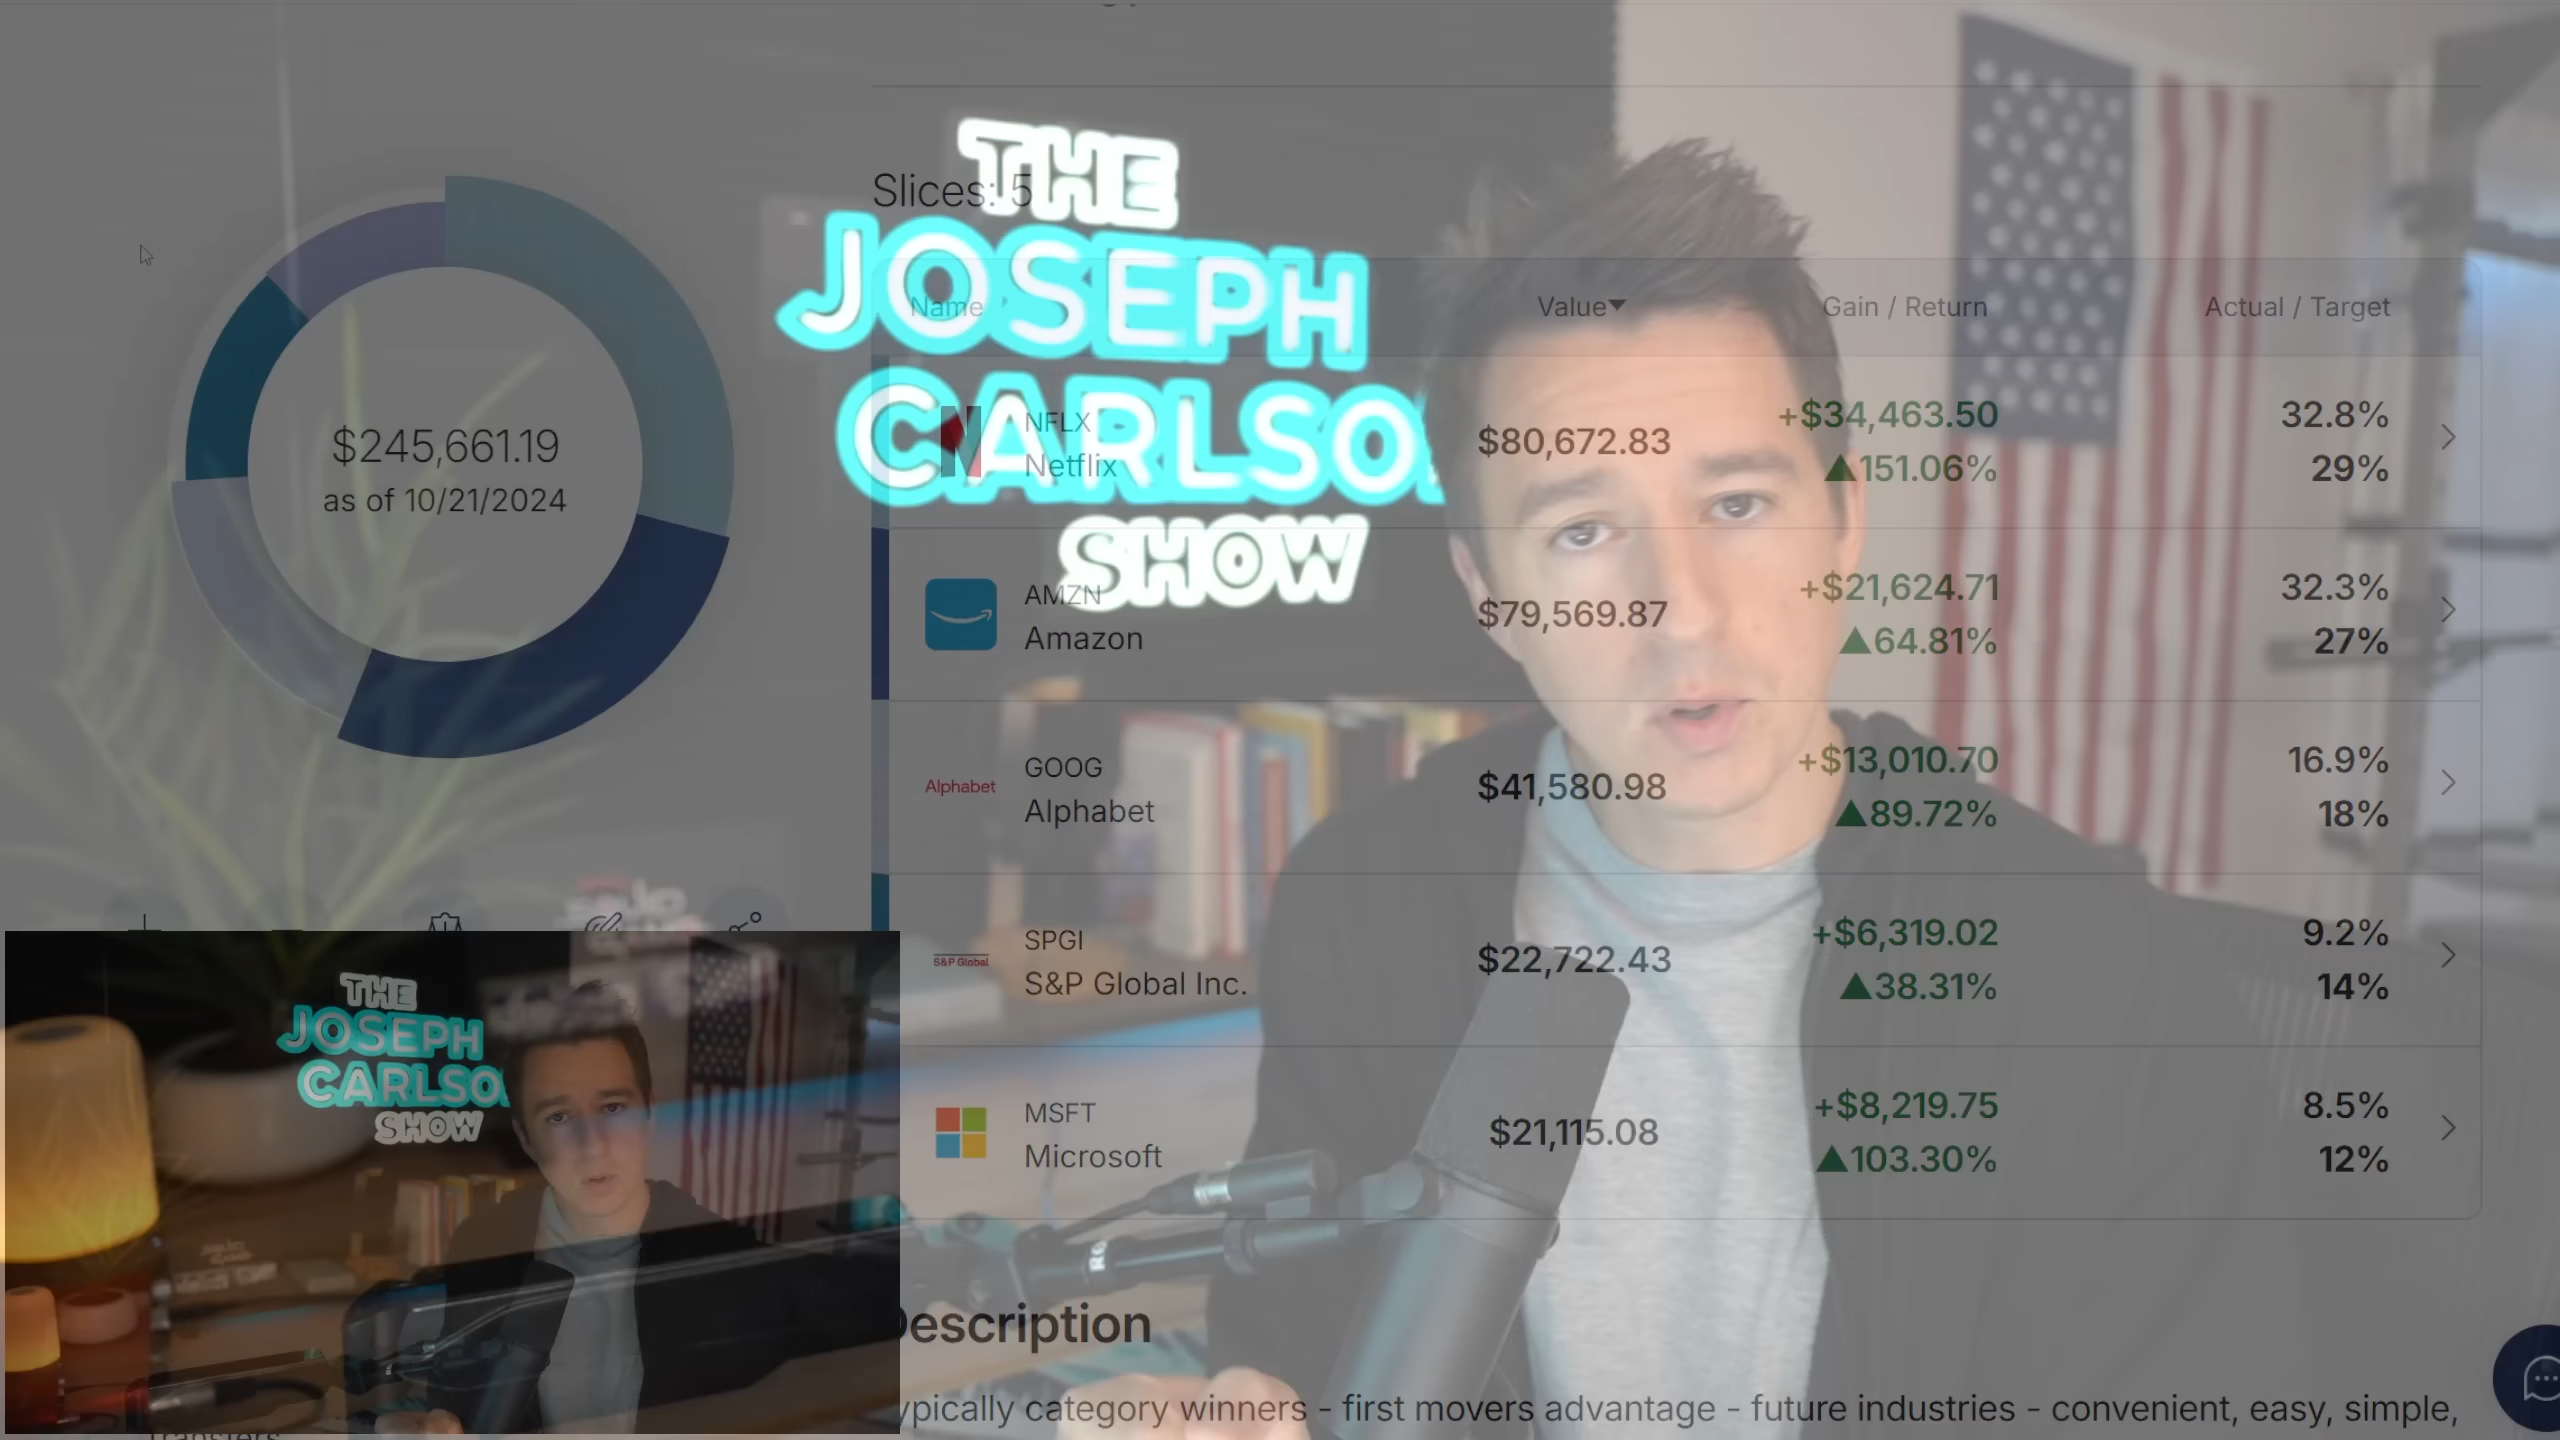 Slices: 5
THE
JOSEPH
CARLSO
SHOW
$245,661.19
as of 10/21/2024
Name Value Gain / Return Actual / Target
NFLX
Netflix
$80,672.83
+$34,463.50
▲151.06%
32.8%
29%
AMZN
Amazon
$79,569.87
+$21,624.71
▲64.81%
32.3%
27%
Alphabet
GOOG
Alphabet
$41,580.98
+$13,010.70
▲89.72%
16.9%
18%
S&P Global
SPGI
S&P Global Inc.
$22,722.43
+$6,319.02
▲38.31%
9.2%
14%
MSFT
Microsoft
$21,115.08
+$8,219.75
▲103.30%
8.5%
12%
THE
JOSEPH
CARLSO
SHOW
escription
ypically category winners - first movers advantage - future industries - convenient, easy, simple,